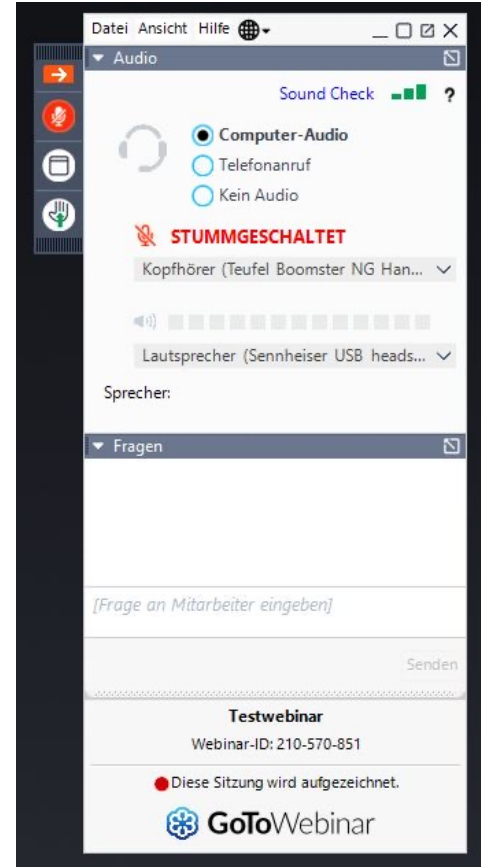 Datei Ansicht Hilfe
Audio
Sound Check ?
Computer-Audio
Telefonanruf
Kein Audio
STUMMGESCHALTET
Kopfhörer (Teufel Boomster NG Han...
Lautsprecher (Sennheiser USB heads...
Sprecher:
Fragen
[Frage an Mitarbeiter eingeben]
Senden
Testwebinar
Webinar-ID: 210-570-851
Diese Sitzung wird aufgezeichnet.
GoToWebinar